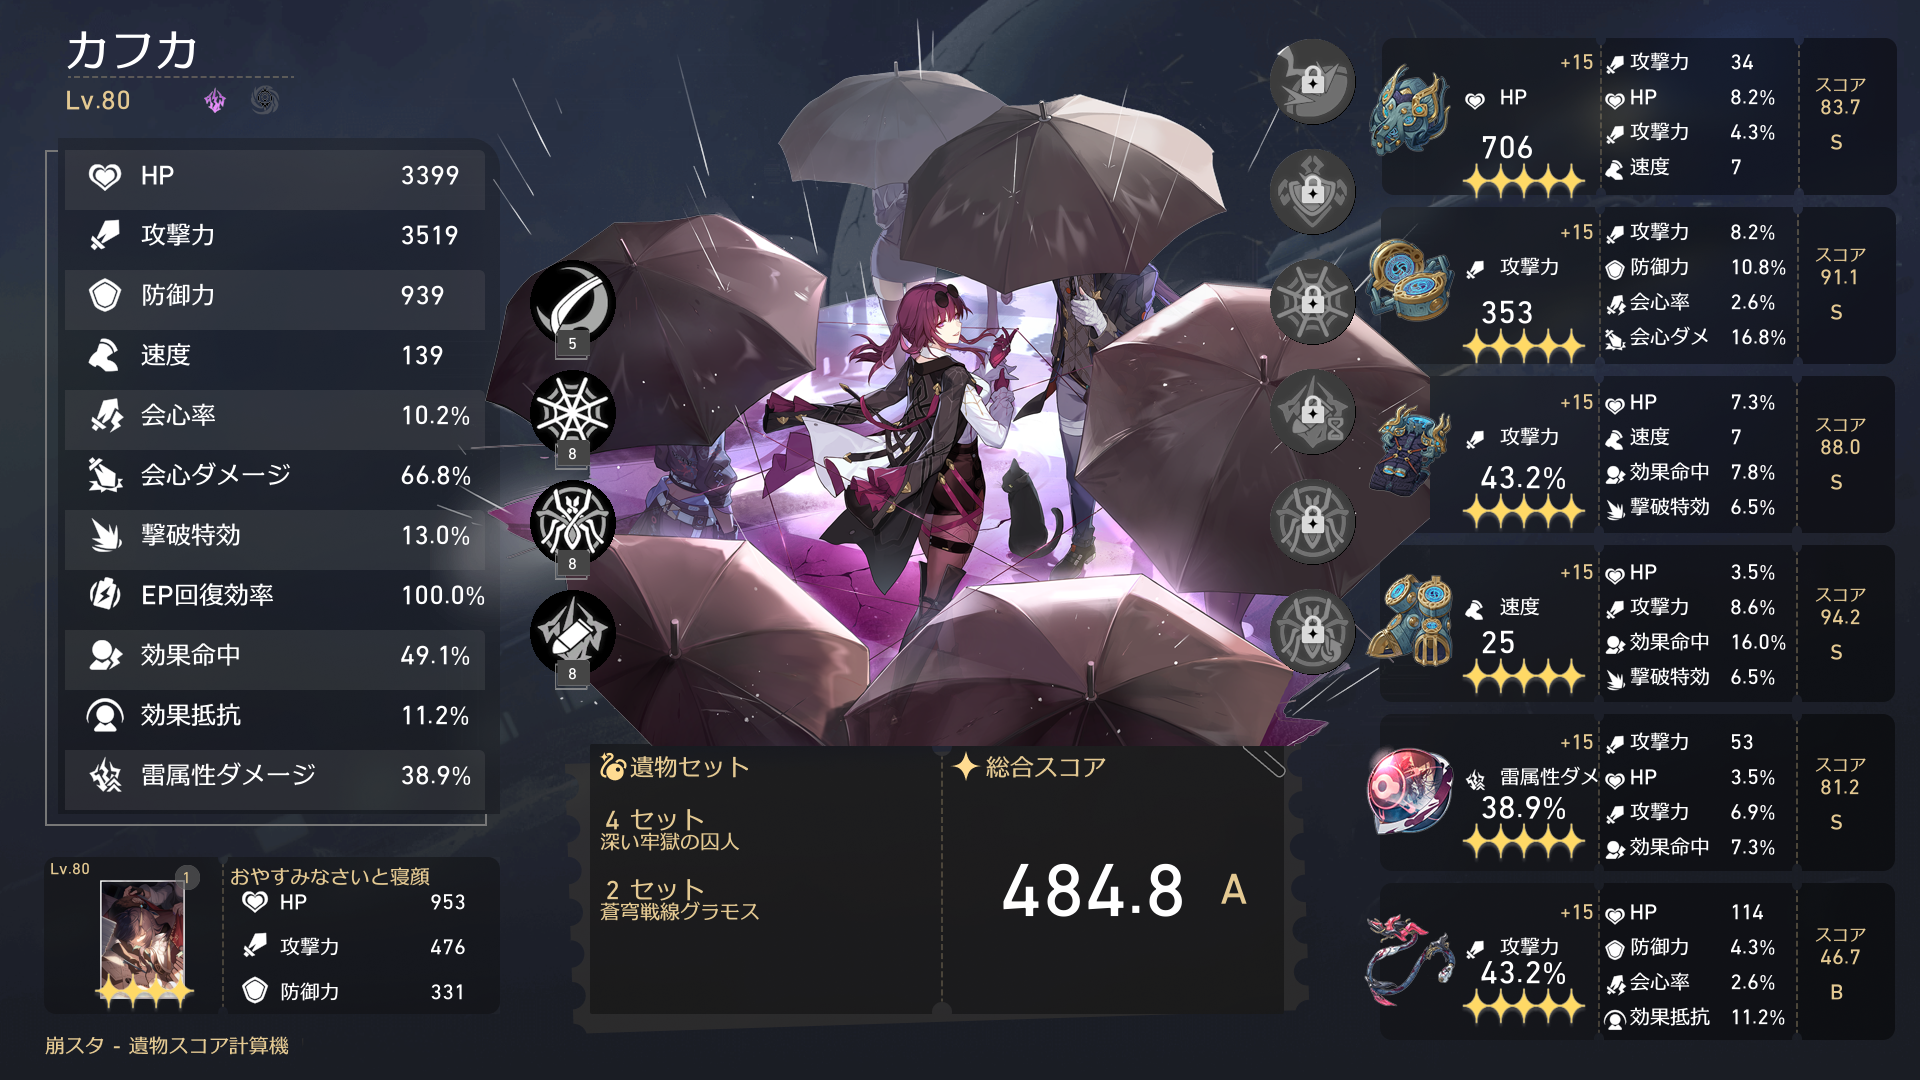 カフカ
Lv.80
HP 3399
攻撃力 3519
防御力 939
速度 139
会心率 10.2%
会心ダメージ 66.8%
撃破特効 13.0%
EP回復効率 100.0%
効果命中 49.1%
効果抵抗 11.2%
雷属性ダメージ 38.9%
Lv.80
1
おやすみなさいと寝顔
HP 953
攻撃力 476
防御力 331
崩スタ - 遺物スコア計算機
5
8
8
8
遺物セット
4 セット
深い牢獄の囚人
2 セット
蒼穹戦線グラモス
総合スコア
484.8 A
+15
HP
706
攻撃力 34
HP 8.2%
攻撃力 4.3%
速度 7
スコア
83.7
S
+15
攻撃力
353
攻撃力 8.2%
防御力 10.8%
会心率 2.6%
会心ダメ 16.8%
スコア
91.1
S
+15
攻撃力
43.2%
HP 7.3%
速度 7
効果命中 7.8%
撃破特効 6.5%
スコア
88.0
S
+15
速度
25
HP 3.5%
攻撃力 8.6%
効果命中 16.0%
撃破特効 6.5%
スコア
94.2
S
+15
雷属性ダメ
38.9%
攻撃力 53
HP 3.5%
攻撃力 6.9%
効果命中 7.3%
スコア
81.2
S
+15
攻撃力
43.2%
HP 114
防御力 4.3%
会心率 2.6%
効果抵抗 11.2%
スコア
46.7
B